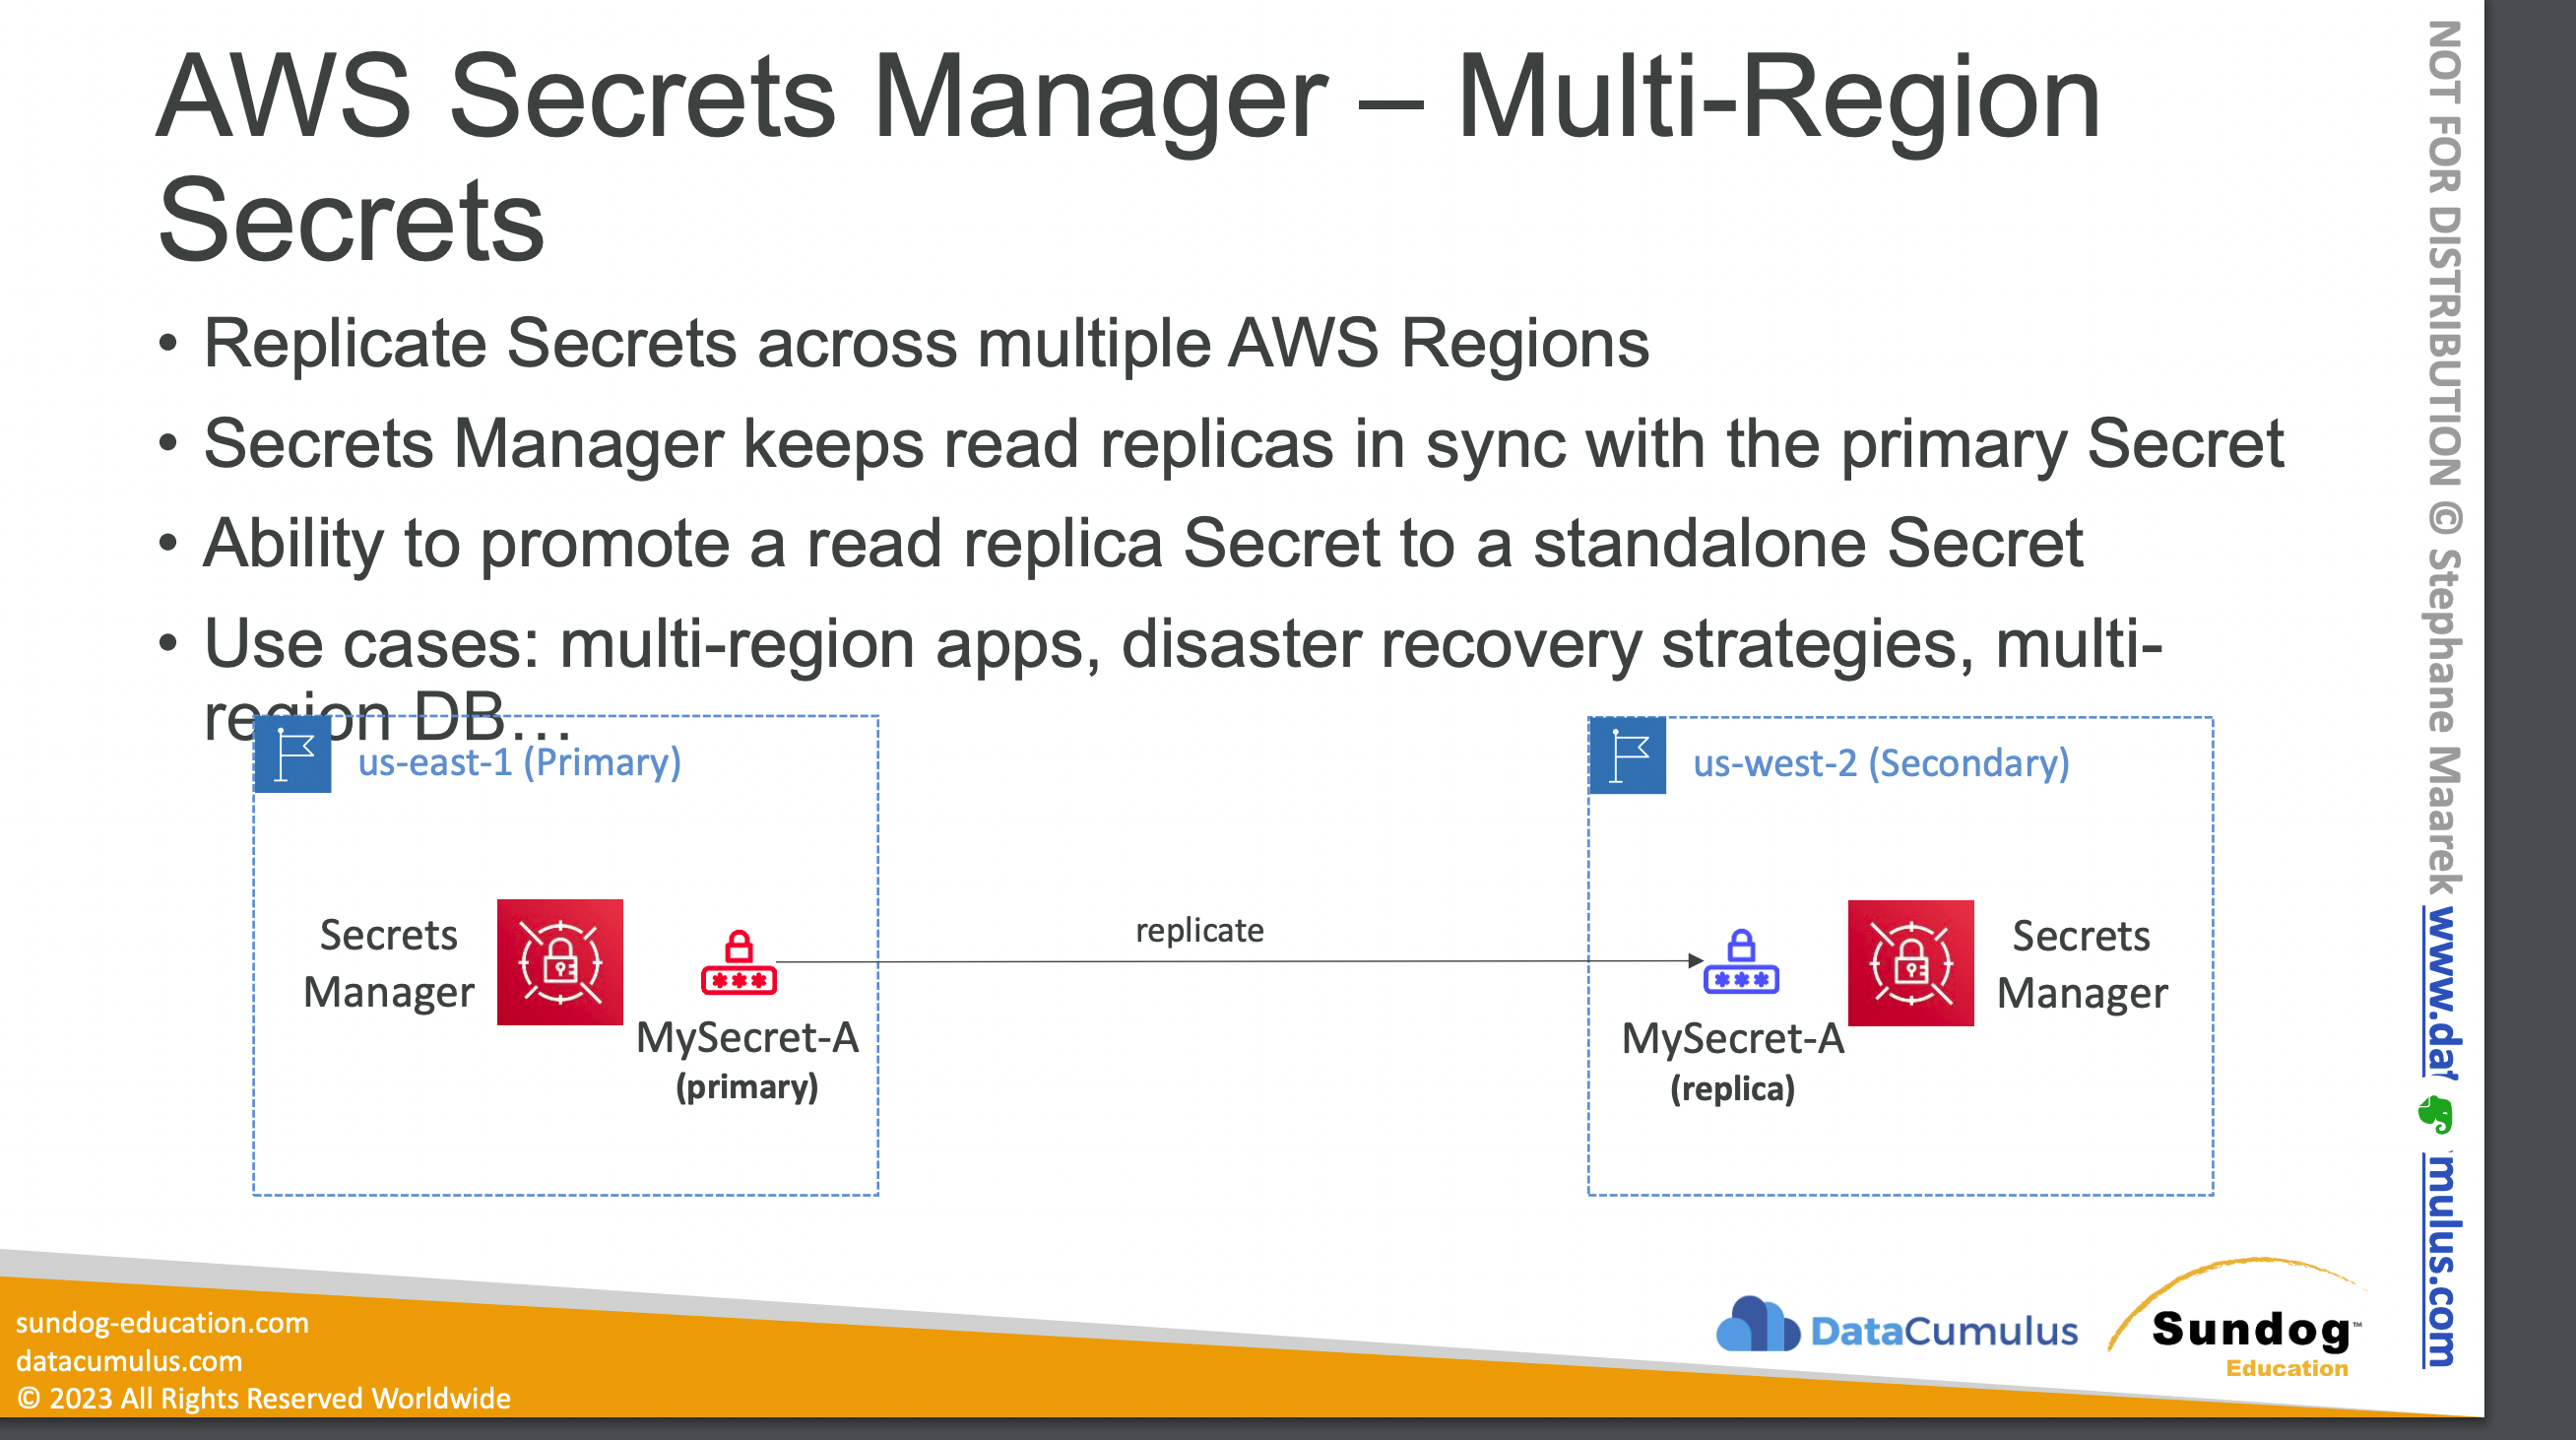 AWS Secrets Manager – Multi-Region
Secrets
• Replicate Secrets across multiple AWS Regions
• Secrets Manager keeps read replicas in sync with the primary Secret
• Ability to promote a read replica Secret to a standalone Secret
• Use cases: multi-region apps, disaster recovery strategies, multi-
region DB…
us-east-1 (Primary)
Secrets
Manager
***
MySecret-A
(primary)
replicate
us-west-2 (Secondary)
***
MySecret-A
(replica)
Secrets
Manager
sundog-education.com
datacumulus.com
© 2023 All Rights Reserved Worldwide
DataCumulus
Sundog™
Education
NOT FOR DISTRIBUTION © Stephane Maarek www.dat mulus.com